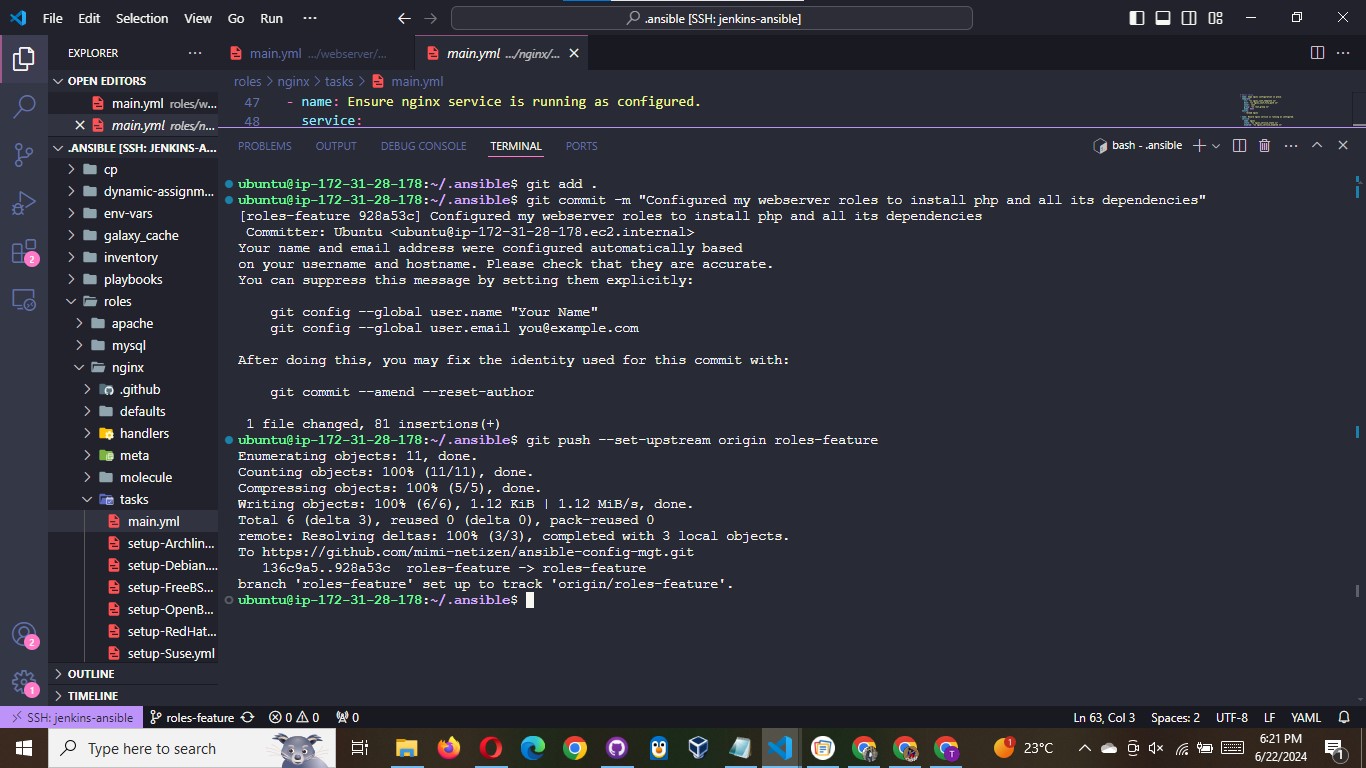 File Edit Selection View Go Run ··· .ansible [SSH: jenkins-ansible]
EXPLORER ···
main.yml .../webserver/...
main.yml .../nginx/...
OPEN EDITORS
main.yml roles/w...
main.yml roles/n...
roles > nginx > tasks > main.yml
47 - name: Ensure nginx service is running as configured.
48 service:
PROBLEMS OUTPUT DEBUG CONSOLE TERMINAL PORTS
bash - .ansible
.ANSIBLE [SSH: JENKINS-A...
cp
dynamic-assignm...
env-vars
galaxy_cache
inventory
playbooks
roles
apache
mysql
nginx
.github
defaults
handlers
meta
molecule
tasks
main.yml
setup-Archlin...
setup-Debian....
setup-FreeBS...
setup-OpenB...
setup-RedHat...
setup-Suse.yml
OUTLINE
TIMELINE
2
2
1
ubuntu@ip-172-31-28-178:~/.ansible$ git add .
ubuntu@ip-172-31-28-178:~/.ansible$ git commit -m "Configured my webserver roles to install php and all its dependencies"
[roles-feature 928a53c] Configured my webserver roles to install php and all its dependencies
Committer: Ubuntu <ubuntu@ip-172-31-28-178.ec2.internal>
Your name and email address were configured automatically based
on your username and hostname. Please check that they are accurate.
You can suppress this message by setting them explicitly:
git config --global user.name "Your Name"
git config --global user.email you@example.com
After doing this, you may fix the identity used for this commit with:
git commit --amend --reset-author
1 file changed, 81 insertions(+)
ubuntu@ip-172-31-28-178:~/.ansible$ git push --set-upstream origin roles-feature
Enumerating objects: 11, done.
Counting objects: 100% (11/11), done.
Compressing objects: 100% (5/5), done.
Writing objects: 100% (6/6), 1.12 KiB | 1.12 MiB/s, done.
Total 6 (delta 3), reused 0 (delta 0), pack-reused 0
remote: Resolving deltas: 100% (3/3), completed with 3 local objects.
To https://github.com/mimi-netizen/ansible-config-mgt.git
136c9a5..928a53c roles-feature -> roles-feature
branch 'roles-feature' set up to track 'origin/roles-feature'.
ubuntu@ip-172-31-28-178:~/.ansible$
SSH: jenkins-ansible roles-feature 0 0 0 Ln 63, Col 3 Spaces: 2 UTF-8 LF YAML
Type here to search
1 23°C
6:21 PM
6/22/2024
1